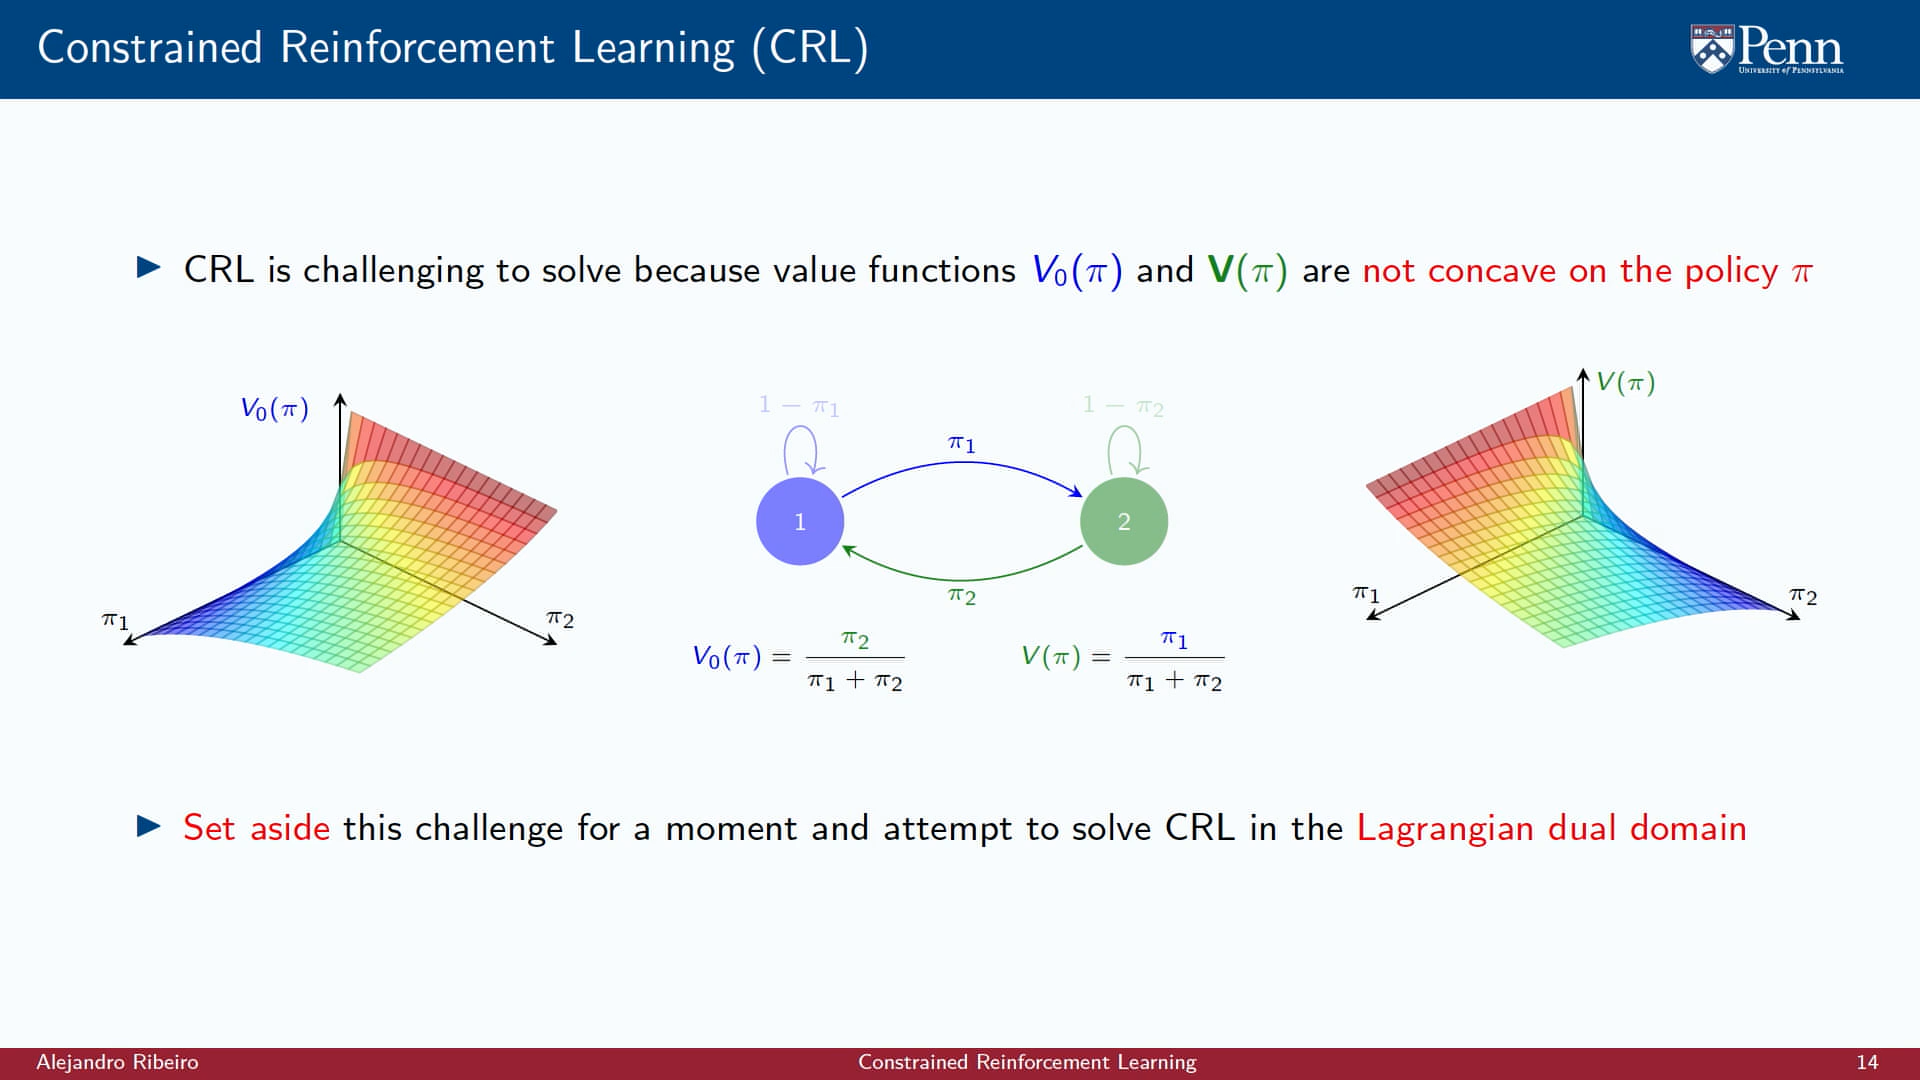 Constrained Reinforcement Learning (CRL)
Penn
UNIVERSITY of PENNSYLVANIA
▶ CRL is challenging to solve because value functions V₀(π) and V(π) are not concave on the policy π
V₀(π)
π₁
π₂
1 − π₁
1 − π₂
π₁
1
2
π₂
V₀(π) = π₂ / (π₁ + π₂)
V(π) = π₁ / (π₁ + π₂)
V(π)
π₁
π₂
▶ Set aside this challenge for a moment and attempt to solve CRL in the Lagrangian dual domain
Alejandro Ribeiro
Constrained Reinforcement Learning
14